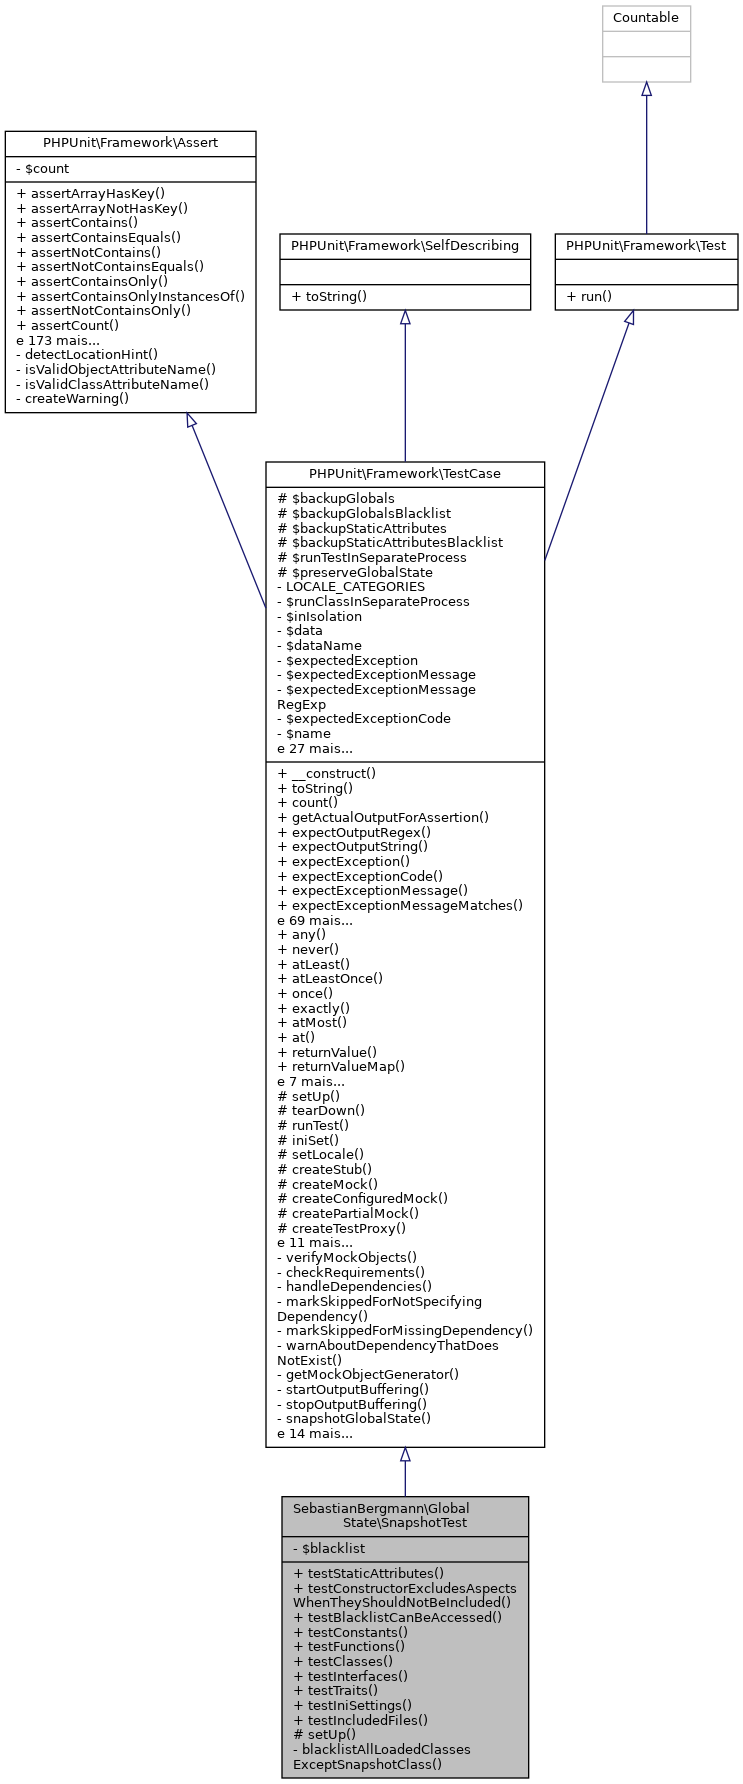 Countable
PHPUnit\Framework\Assert
- $count
+ assertArrayHasKey()
+ assertArrayNotHasKey()
+ assertContains()
+ assertContainsEquals()
+ assertNotContains()
+ assertNotContainsEquals()
+ assertContainsOnly()
+ assertContainsOnlyInstancesOf()
+ assertNotContainsOnly()
+ assertCount()
e 173 mais...
- detectLocationHint()
- isValidObjectAttributeName()
- isValidClassAttributeName()
- createWarning()
PHPUnit\Framework\SelfDescribing
+ toString()
PHPUnit\Framework\Test
+ run()
PHPUnit\Framework\TestCase
# $backupGlobals
# $backupGlobalsBlacklist
# $backupStaticAttributes
# $backupStaticAttributesBlacklist
# $runTestInSeparateProcess
# $preserveGlobalState
- LOCALE_CATEGORIES
- $runClassInSeparateProcess
- $inIsolation
- $data
- $dataName
- $expectedException
- $expectedExceptionMessage
- $expectedExceptionMessage
RegExp
- $expectedExceptionCode
- $name
e 27 mais...
+ __construct()
+ toString()
+ count()
+ getActualOutputForAssertion()
+ expectOutputRegex()
+ expectOutputString()
+ expectException()
+ expectExceptionCode()
+ expectExceptionMessage()
+ expectExceptionMessageMatches()
e 69 mais...
+ any()
+ never()
+ atLeast()
+ atLeastOnce()
+ once()
+ exactly()
+ atMost()
+ at()
+ returnValue()
+ returnValueMap()
e 7 mais...
# setUp()
# tearDown()
# runTest()
# iniSet()
# setLocale()
# createStub()
# createMock()
# createConfiguredMock()
# createPartialMock()
# createTestProxy()
e 11 mais...
- verifyMockObjects()
- checkRequirements()
- handleDependencies()
- markSkippedForNotSpecifying
Dependency()
- markSkippedForMissingDependency()
- warnAboutDependencyThatDoes
NotExist()
- getMockObjectGenerator()
- startOutputBuffering()
- stopOutputBuffering()
- snapshotGlobalState()
e 14 mais...
SebastianBergmann\Global
State\SnapshotTest
- $blacklist
+ testStaticAttributes()
+ testConstructorExcludesAspects
WhenTheyShouldNotBeIncluded()
+ testBlacklistCanBeAccessed()
+ testConstants()
+ testFunctions()
+ testClasses()
+ testInterfaces()
+ testTraits()
+ testIniSettings()
+ testIncludedFiles()
# setUp()
- blacklistAllLoadedClasses
ExceptSnapshotClass()